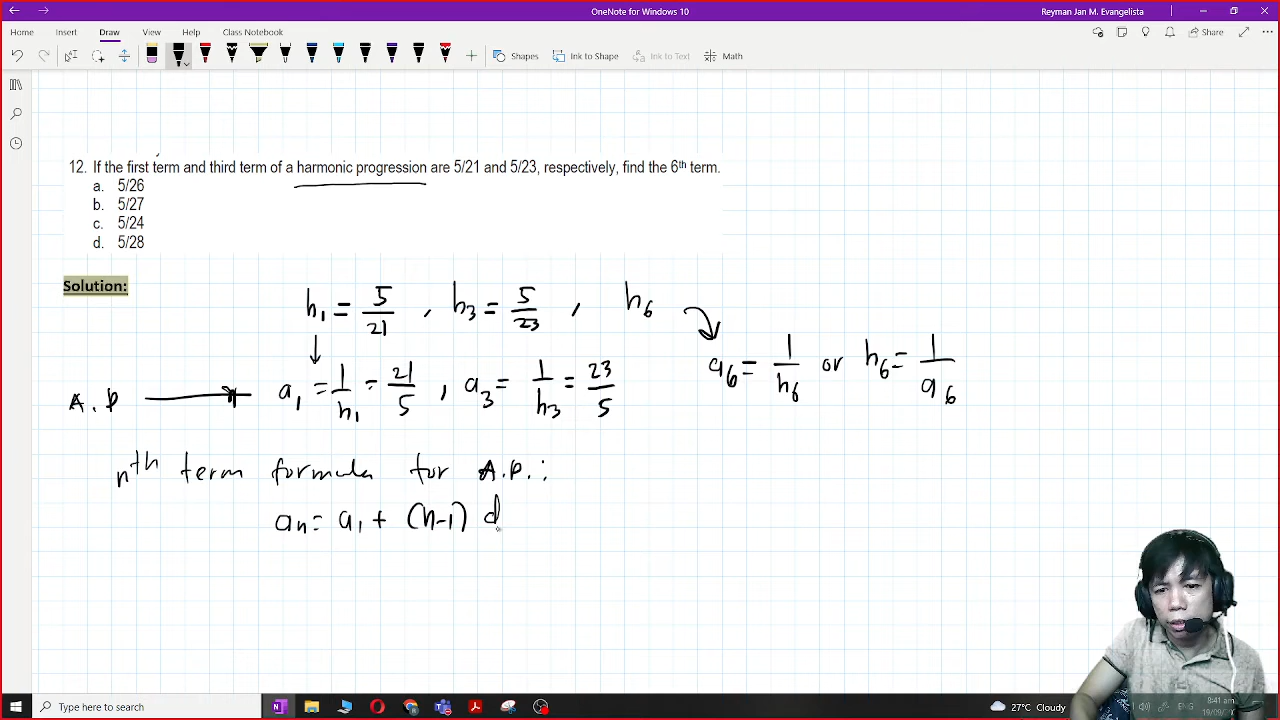 OneNote for Windows 10
Reyman Jan M. Evangelista
Home Insert Draw View Class Notebook
Share
Shapes Ink to Shape Ink to Text Math
12. If the first term and third term of a harmonic progression are 5/21 and 5/23, respectively, find the 6th term.
a. 5/26
b. 5/27
c. 5/24
d. 5/28
Solution:
h₁ = 5/21 , h₃ = 5/23 , h₆
a₆ = 1/h₆ or h₆ = 1/a₆
A.P → a₁ = 1/h₁ = 21/5 , a₃ = 1/h₃ = 23/5
nth term formula for A.P.:
an = a₁ + (n-1) d
Type here to search
27°C Cloudy
ENG
8:41 am